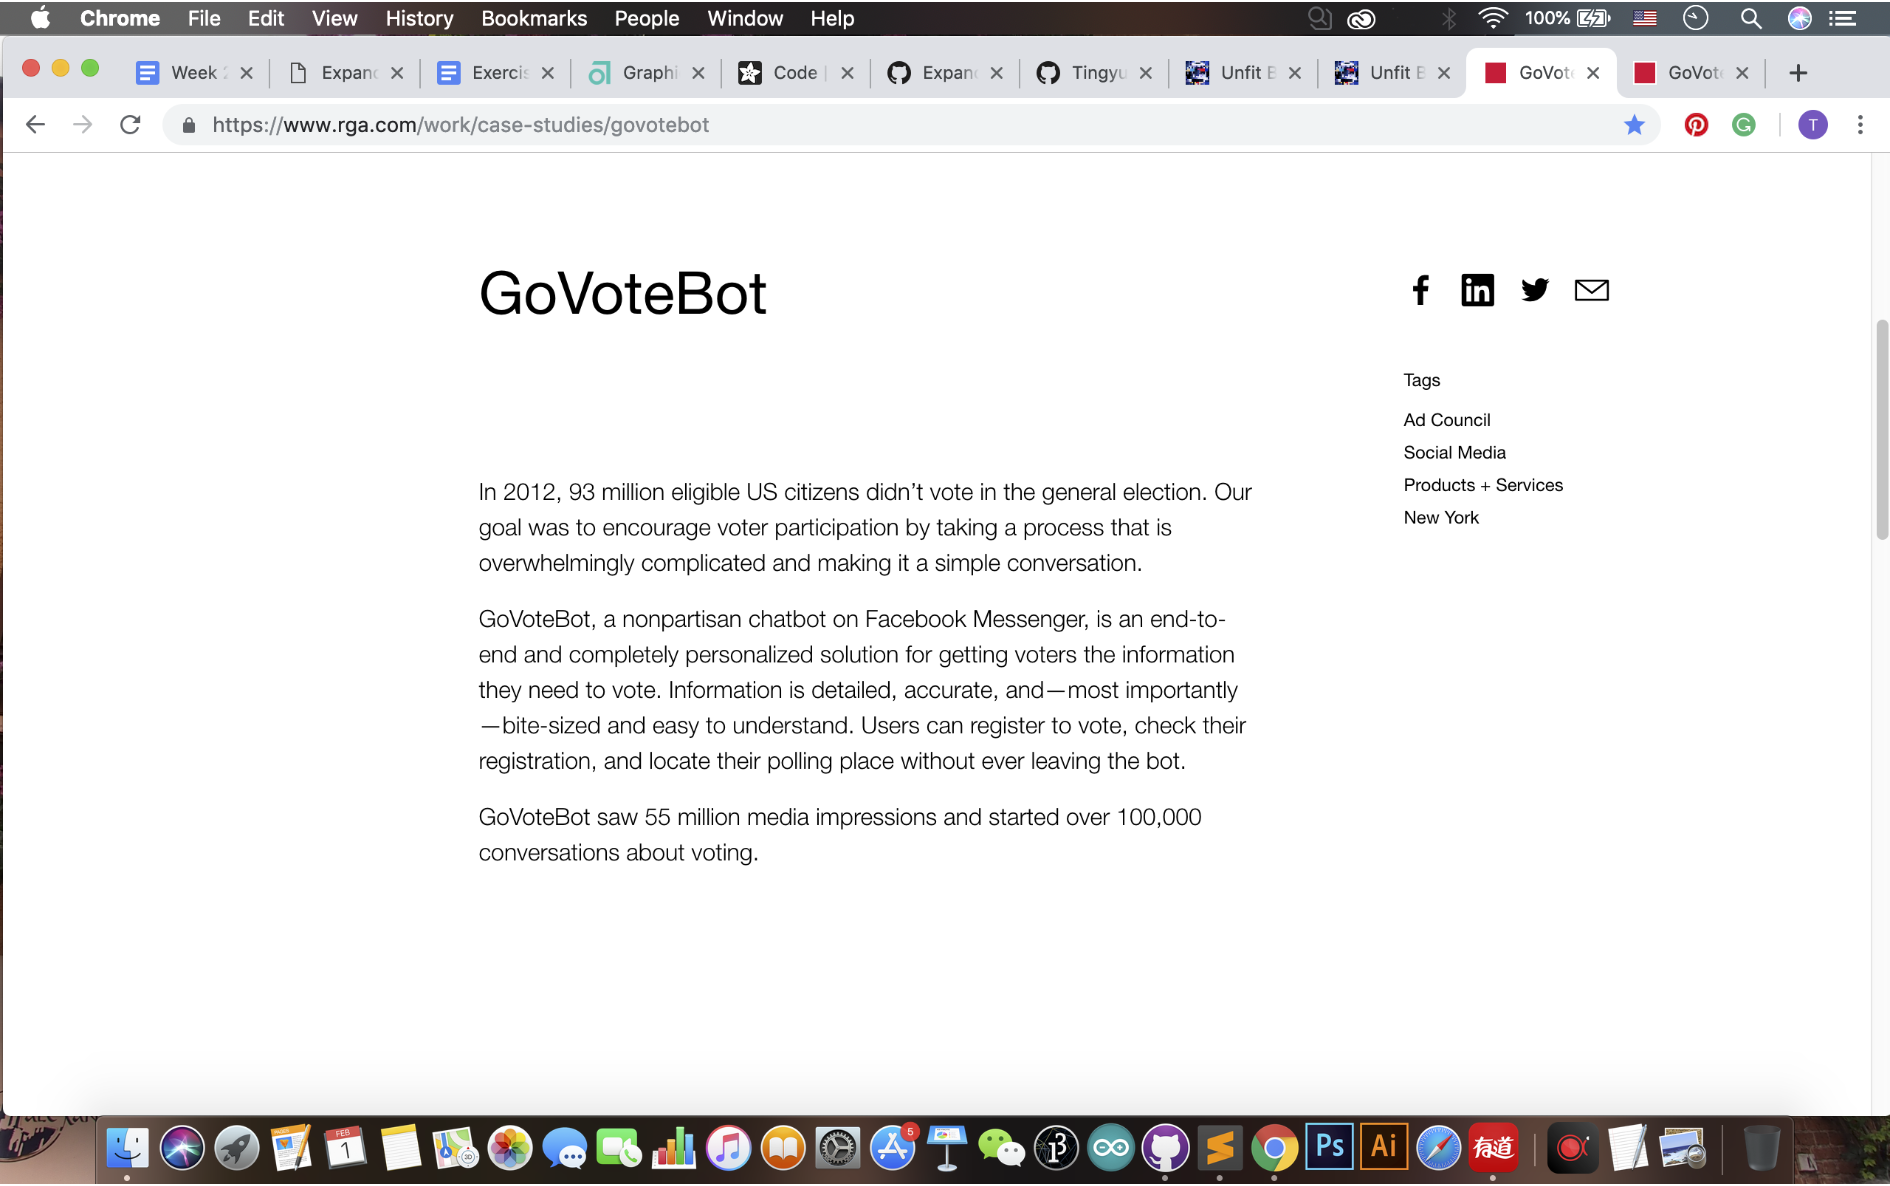 Chrome File Edit View History Bookmarks People Window Help 100%
Week Expan Exercis Graphi Code Expan Tingyu Unfit B Unfit B GoVote GoVote
https://www.rga.com/work/case-studies/govotebot T
GoVoteBot
Tags
Ad Council
Social Media
Products + Services
New York
In 2012, 93 million eligible US citizens didn’t vote in the general election. Our
goal was to encourage voter participation by taking a process that is
overwhelmingly complicated and making it a simple conversation.
GoVoteBot, a nonpartisan chatbot on Facebook Messenger, is an end-to-
end and completely personalized solution for getting voters the information
they need to vote. Information is detailed, accurate, and—most importantly
—bite-sized and easy to understand. Users can register to vote, check their
registration, and locate their polling place without ever leaving the bot.
GoVoteBot saw 55 million media impressions and started over 100,000
conversations about voting.
FEB
1
3D
5
Ps
Ai
有道